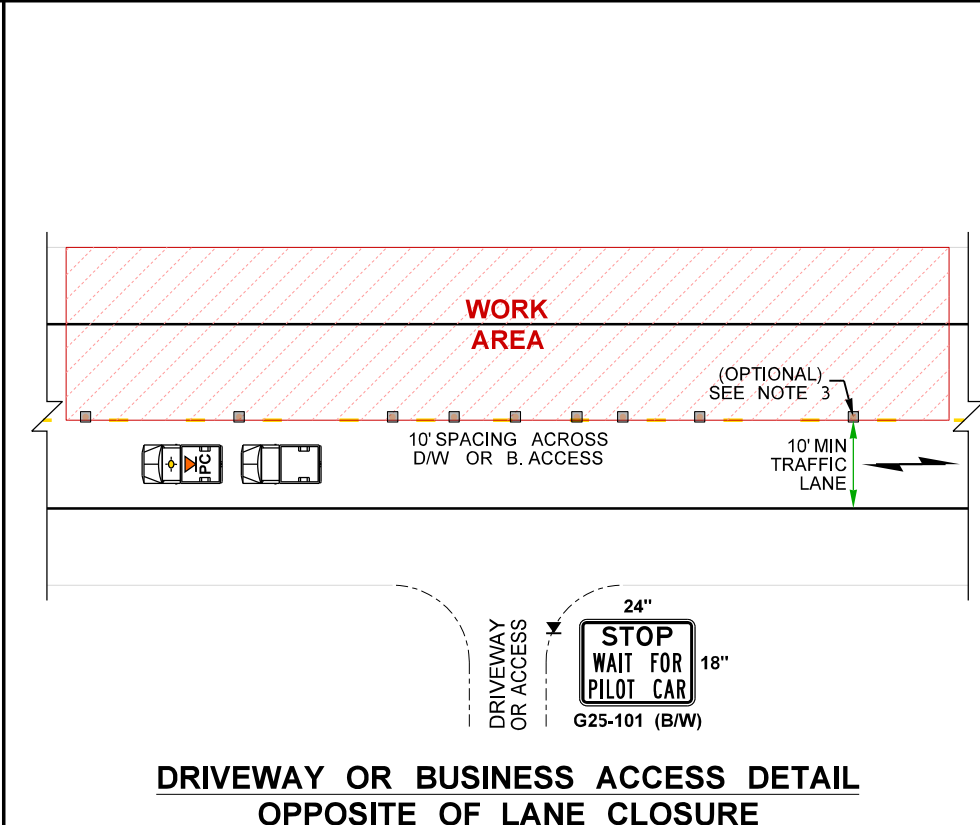 WORK
AREA
(OPTIONAL)
SEE NOTE 3
10' SPACING ACROSS
D/W OR B. ACCESS
10' MIN
TRAFFIC
LANE
PC
DRIVEWAY
OR ACCESS
24"
STOP
WAIT FOR
PILOT CAR
18"
G25-101 (B/W)
DRIVEWAY OR BUSINESS ACCESS DETAIL
OPPOSITE OF LANE CLOSURE